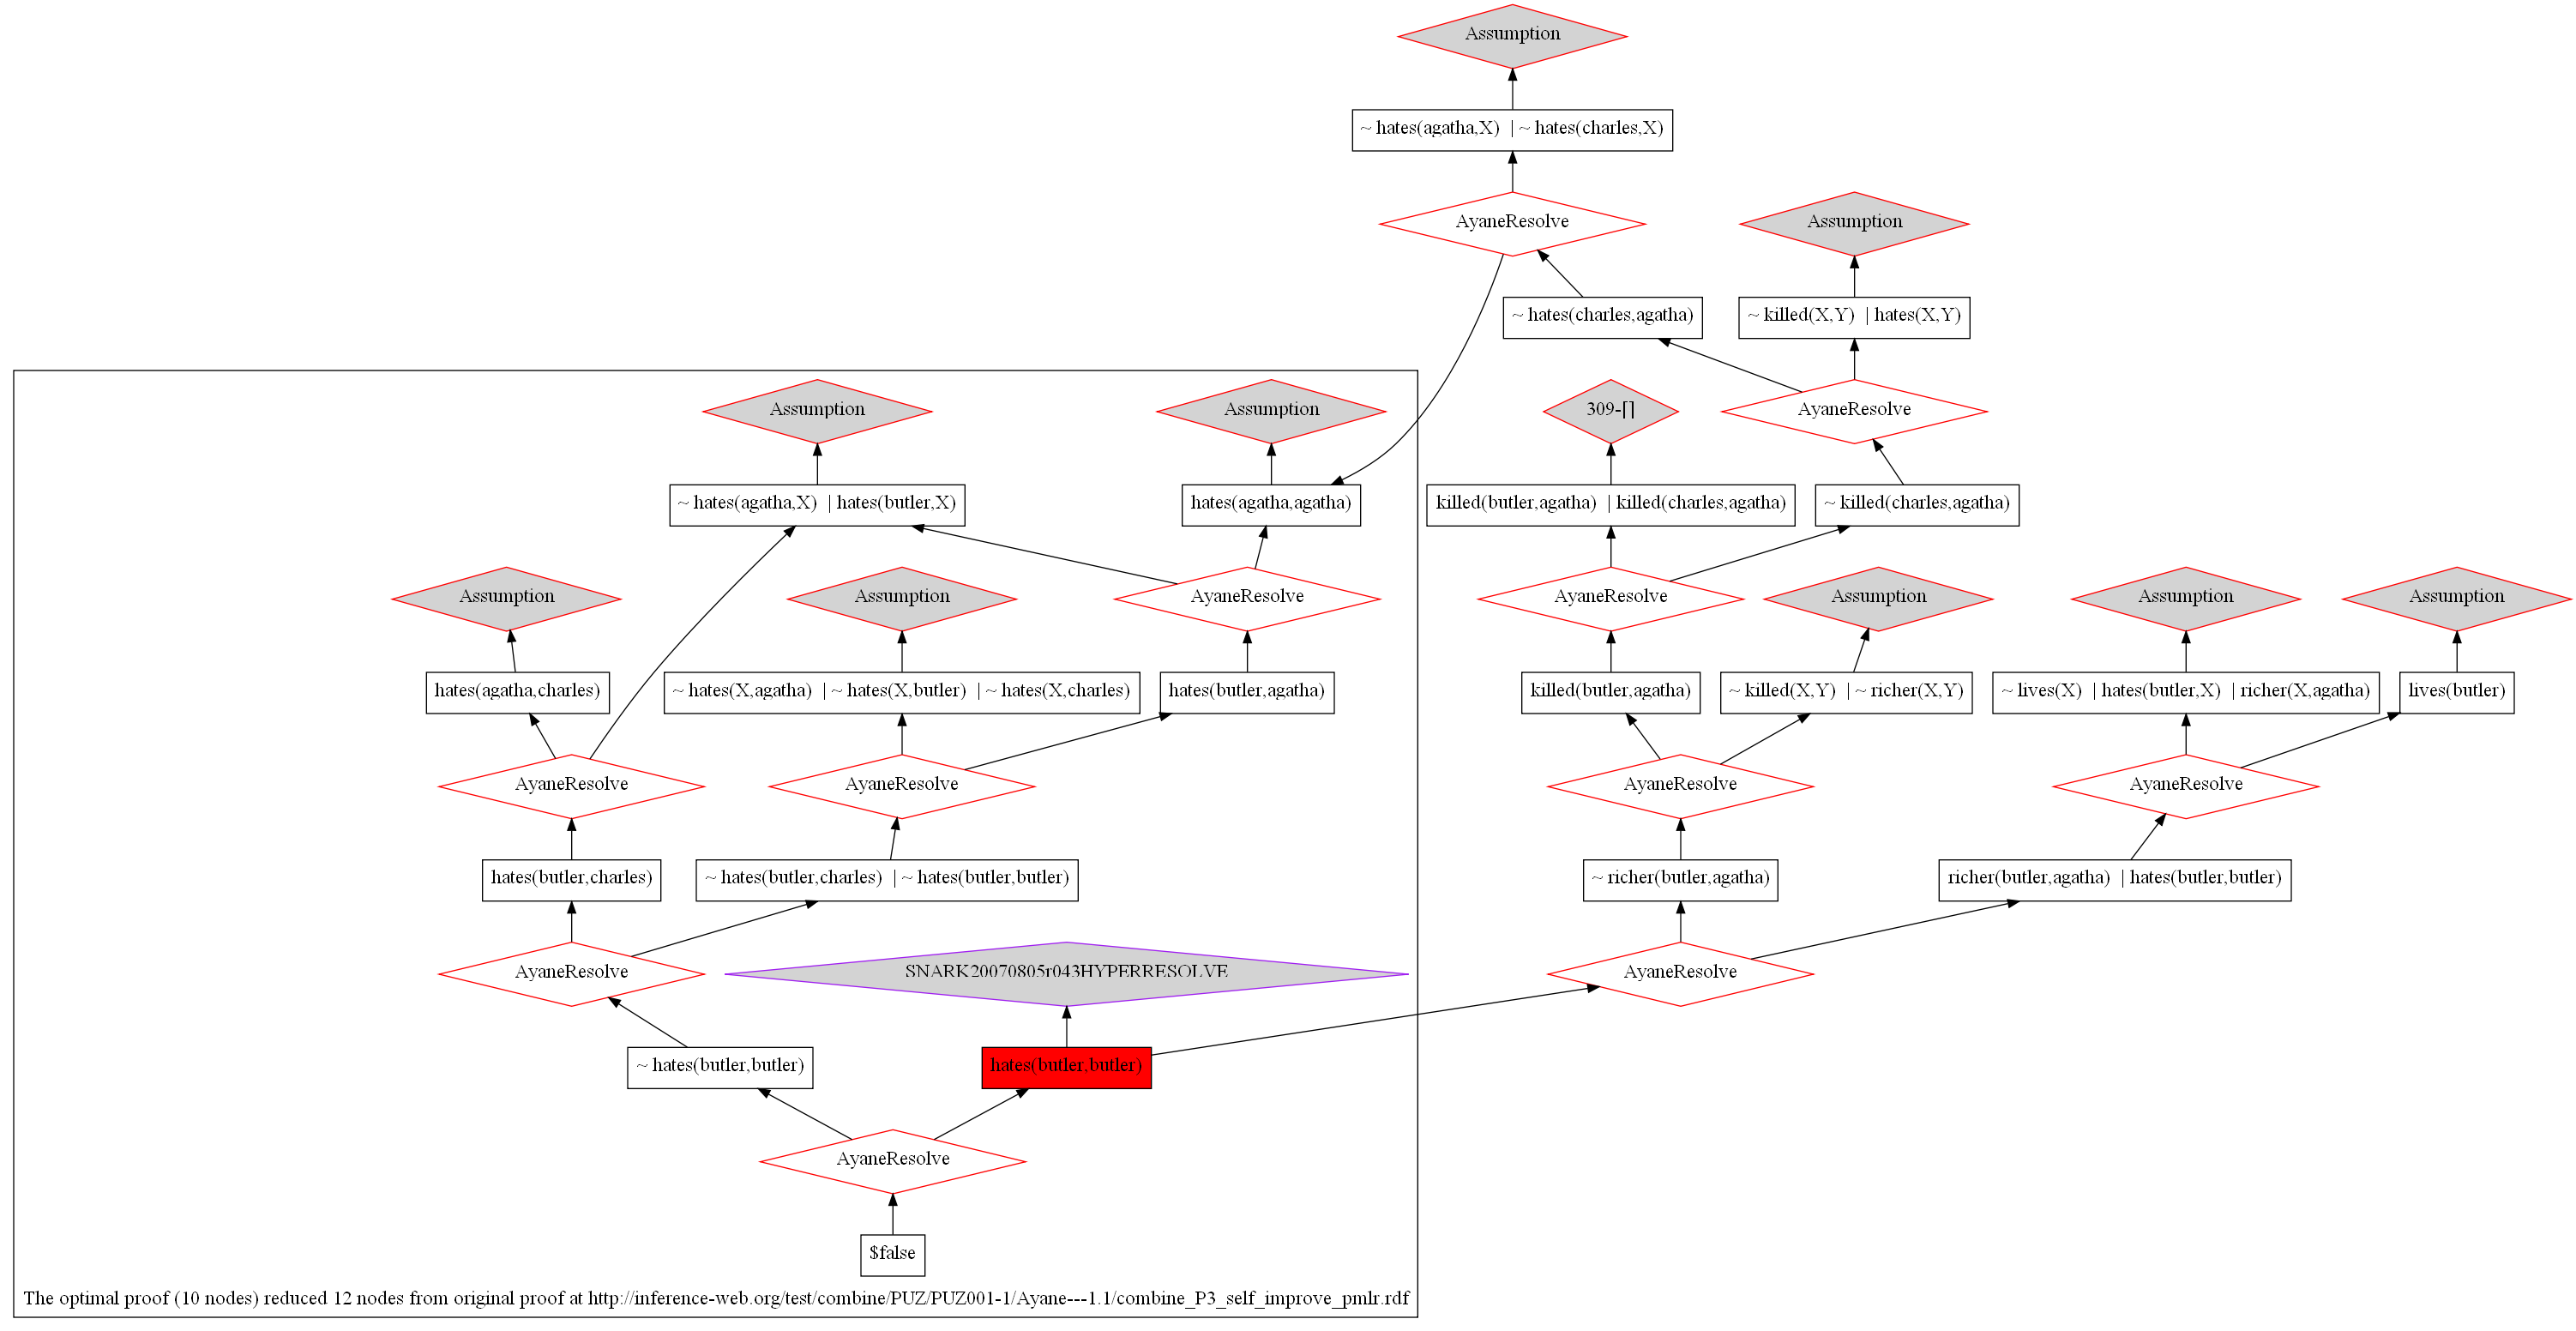 Assumption
~ hates(agatha,X) | ~ hates(charles,X)
AyaneResolve
Assumption
~ hates(charles,agatha)
~ killed(X,Y) | hates(X,Y)
Assumption
Assumption
309-[]
AyaneResolve
~ hates(agatha,X) | hates(butler,X)
hates(agatha,agatha)
killed(butler,agatha) | killed(charles,agatha)
~ killed(charles,agatha)
Assumption
Assumption
AyaneResolve
AyaneResolve
Assumption
Assumption
Assumption
hates(agatha,charles)
~ hates(X,agatha) | ~ hates(X,butler) | ~ hates(X,charles)
hates(butler,agatha)
killed(butler,agatha)
~ killed(X,Y) | ~ richer(X,Y)
~ lives(X) | hates(butler,X) | richer(X,agatha)
lives(butler)
AyaneResolve
AyaneResolve
AyaneResolve
AyaneResolve
hates(butler,charles)
~ hates(butler,charles) | ~ hates(butler,butler)
~ richer(butler,agatha)
richer(butler,agatha) | hates(butler,butler)
AyaneResolve
SNARK20070805r043HYPERRESOLVE
AyaneResolve
~ hates(butler,butler)
hates(butler,butler)
AyaneResolve
$false
The optimal proof (10 nodes) reduced 12 nodes from original proof at http://inference-web.org/test/combine/PUZ/PUZ001-1/Ayane---1.1/combine_P3_self_improve_pmlr.rdf